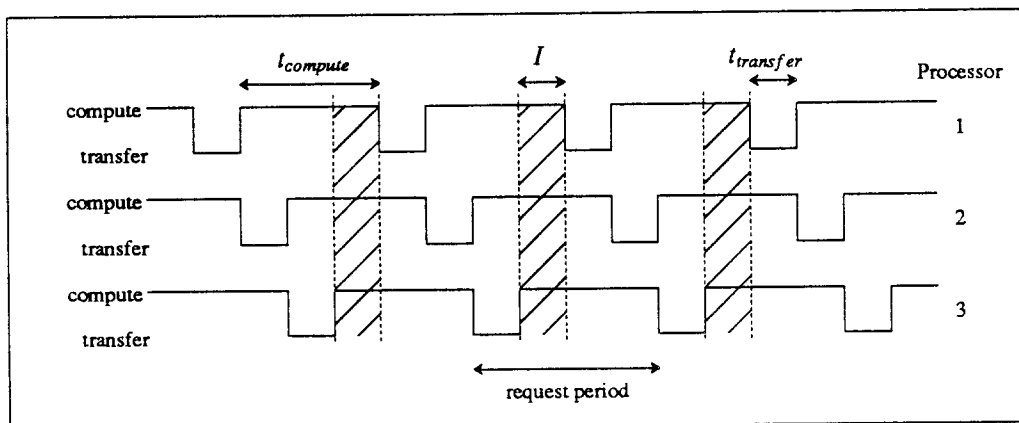 t_compute
I
t_transfer
Processor
compute
1
transfer
compute
2
transfer
compute
3
transfer
request period